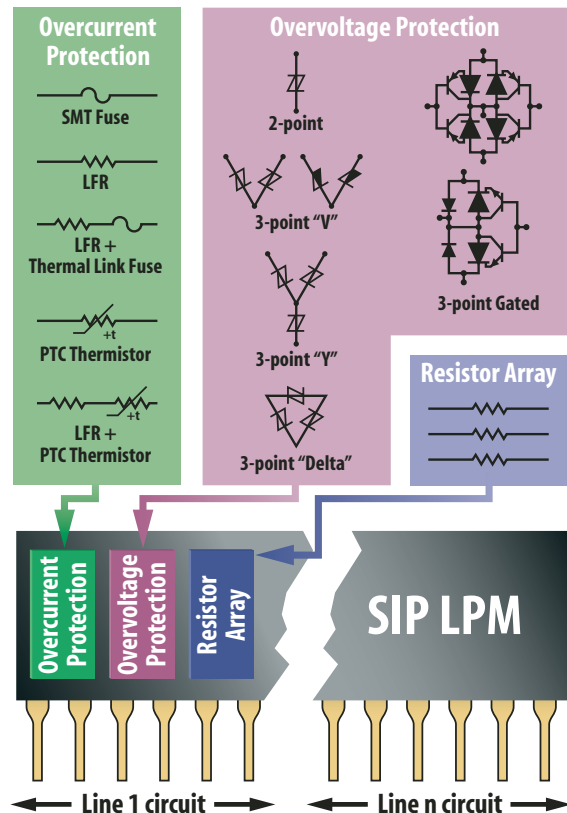 Overcurrent
Protection
SMT Fuse
LFR
LFR +
Thermal Link Fuse
+t
PTC Thermistor
+t
LFR +
PTC Thermistor
Overvoltage Protection
2-point
3-point “V”
3-point “Y”
3-point “Delta”
3-point Gated
Resistor Array
Overcurrent
Protection
Overvoltage
Protection
Resistor
Array
SIP LPM
Line 1 circuit
Line n circuit